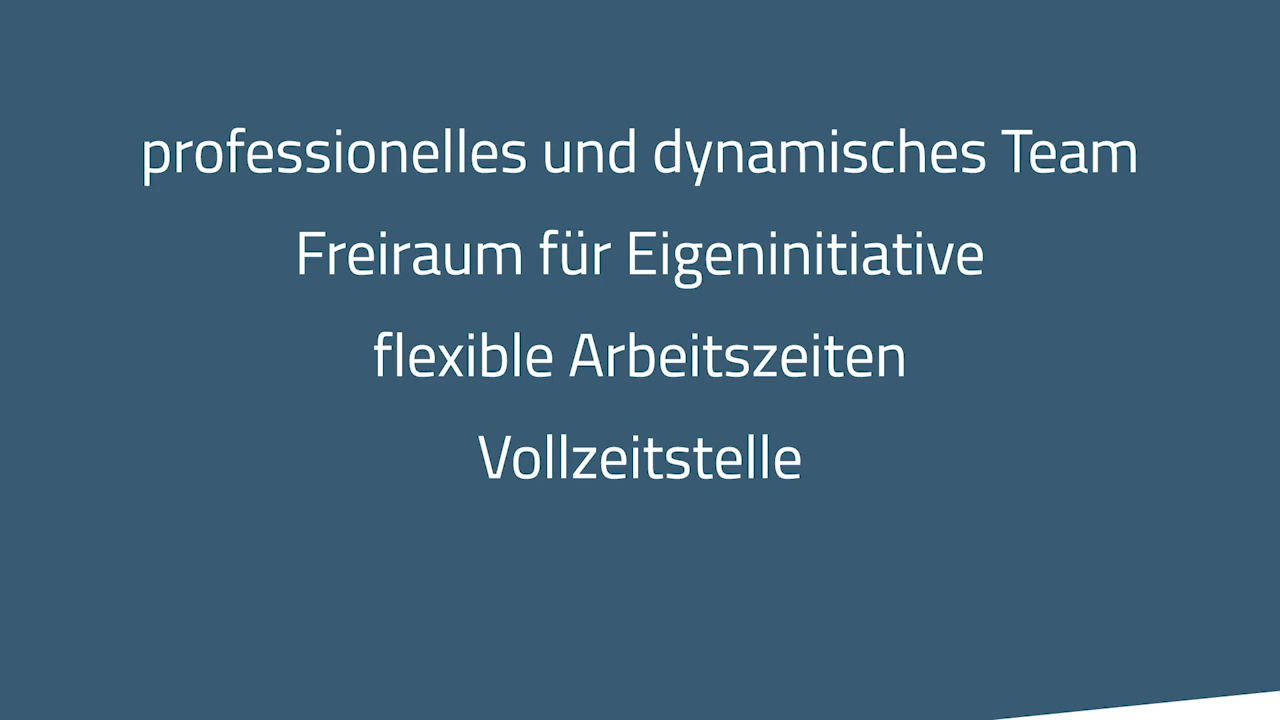 professionelles und dynamisches Team
Freiraum für Eigeninitiative
flexible Arbeitszeiten
Vollzeitstelle